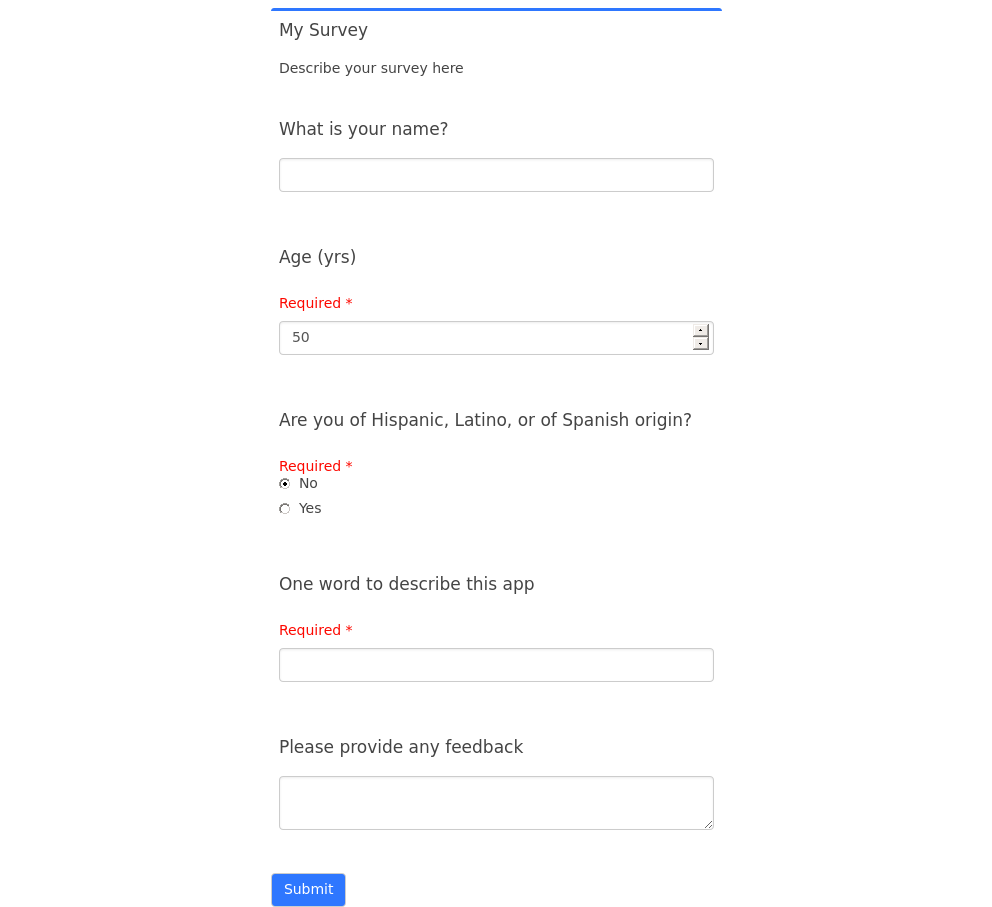 My Survey
Describe your survey here
What is your name?
Age (yrs)
Required *
50
Are you of Hispanic, Latino, or of Spanish origin?
Required *
No
Yes
One word to describe this app
Required *
Please provide any feedback
Submit